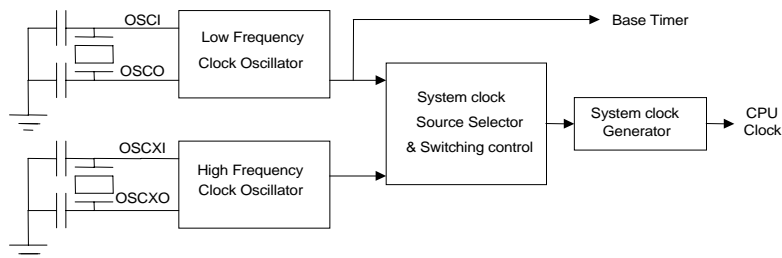 OSCI
OSCO
Low Frequency
Clock Oscillator
Base Timer
System clock
Source Selector
& Switching control
System clock
Generator
CPU
Clock
OSCXI
OSCXO
High Frequency
Clock Oscillator